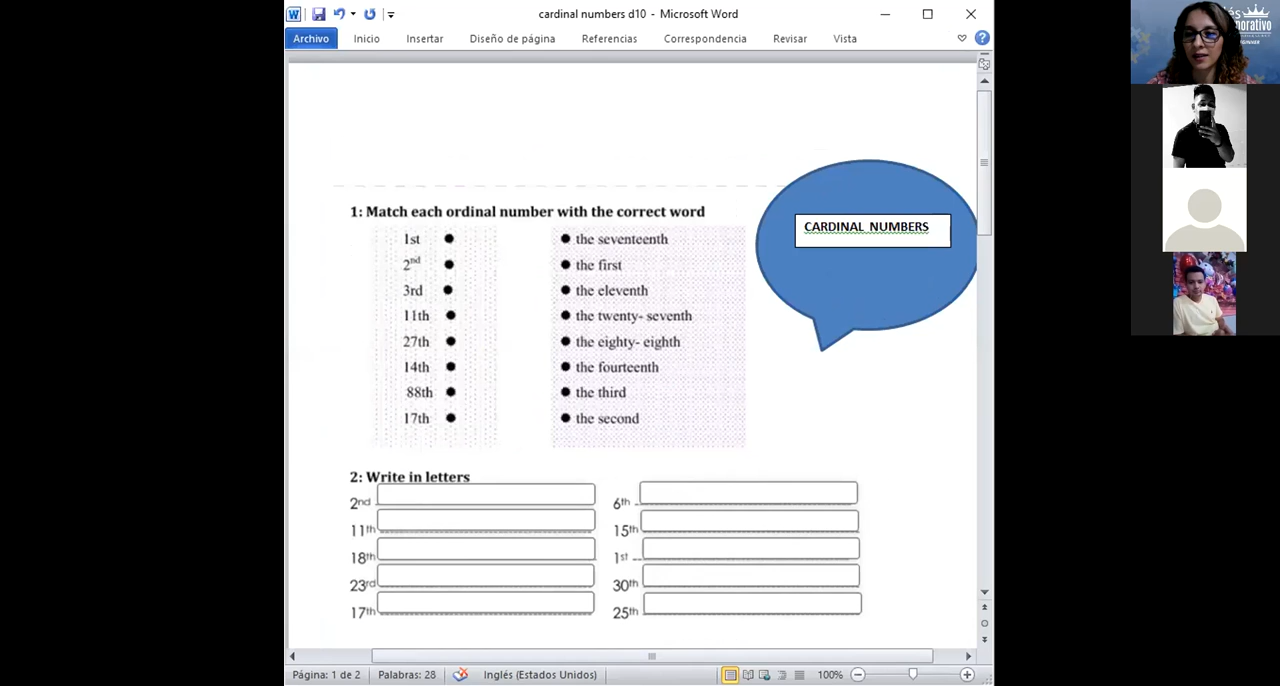 cardinal numbers d10 - Microsoft Word
Archivo Inicio Insertar Diseño de página Referencias Correspondencia Revisar Vista
1: Match each ordinal number with the correct word
1st the seventeenth
2nd the first
3rd the eleventh
11th the twenty- seventh
27th the eighty- eighth
14th the fourteenth
88th the third
17th the second
CARDINAL NUMBERS
2: Write in letters
2nd 6th
11th 15th
18th 1st
23rd 30th
17th 25th
Página: 1 de 2 Palabras: 28 Inglés (Estados Unidos) 100%